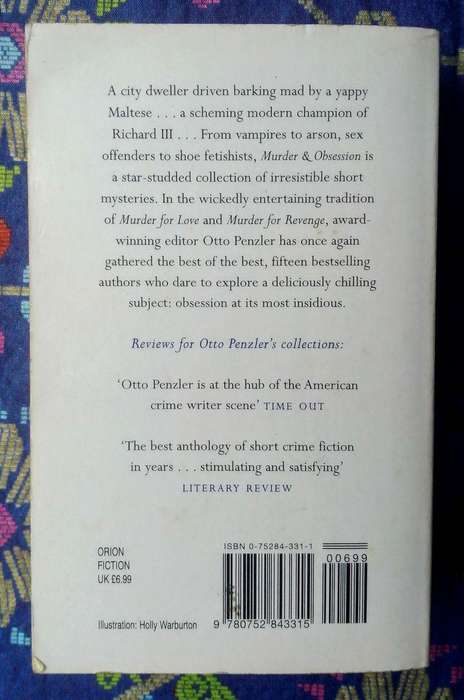 A city dweller driven barking mad by a yappy
Maltese . . . a scheming modern champion of
Richard III . . . From vampires to arson, sex
offenders to shoe fetishists, Murder & Obsession is
a star-studded collection of irresistible short
mysteries. In the wickedly entertaining tradition
of Murder for Love and Murder for Revenge, award-
winning editor Otto Penzler has once again
gathered the best of the best, fifteen bestselling
authors who dare to explore a deliciously chilling
subject: obsession at its most insidious.
Reviews for Otto Penzler's collections:
‘Otto Penzler is at the hub of the American
crime writer scene’ TIME OUT
‘The best anthology of short crime fiction
in years . . . stimulating and satisfying’
LITERARY REVIEW
ORION
FICTION
UK £6.99
Illustration: Holly Warburton
ISBN 0-75284-331-1
00699
9 780752 843315